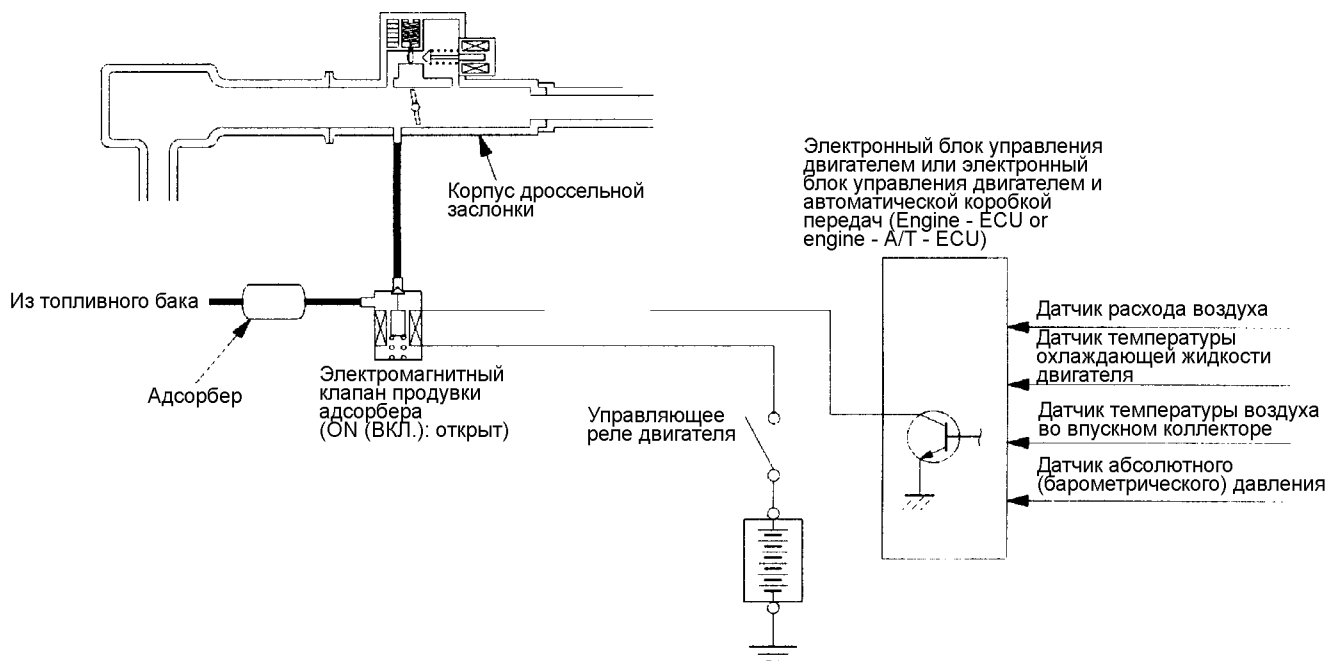 Корпус дроссельной
заслонки
Электронный блок управления
двигателем или электронный
блок управления двигателем и
автоматической коробкой
передач (Engine - ECU or
engine - A/T - ECU)
Из топливного бака
Адсорбер
Электромагнитный
клапан продувки
адсорбера
(ON (ВКЛ.): открыт)
Управляющее
реле двигателя
Датчик расхода воздуха
Датчик температуры
охлаждающей жидкости
двигателя
Датчик температуры воздуха
во впускном коллекторе
Датчик абсолютного
(барометрического) давления